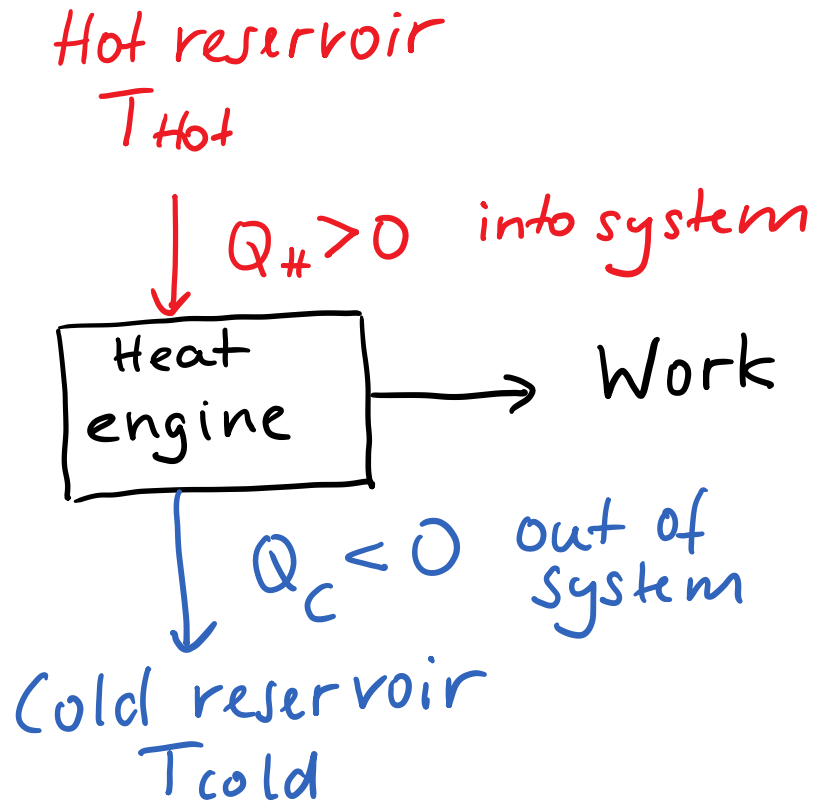 Hot reservoir
THot
QH>0 into system
Heat
engine
Work
QC<0 out of
system
Cold reservoir
Tcold